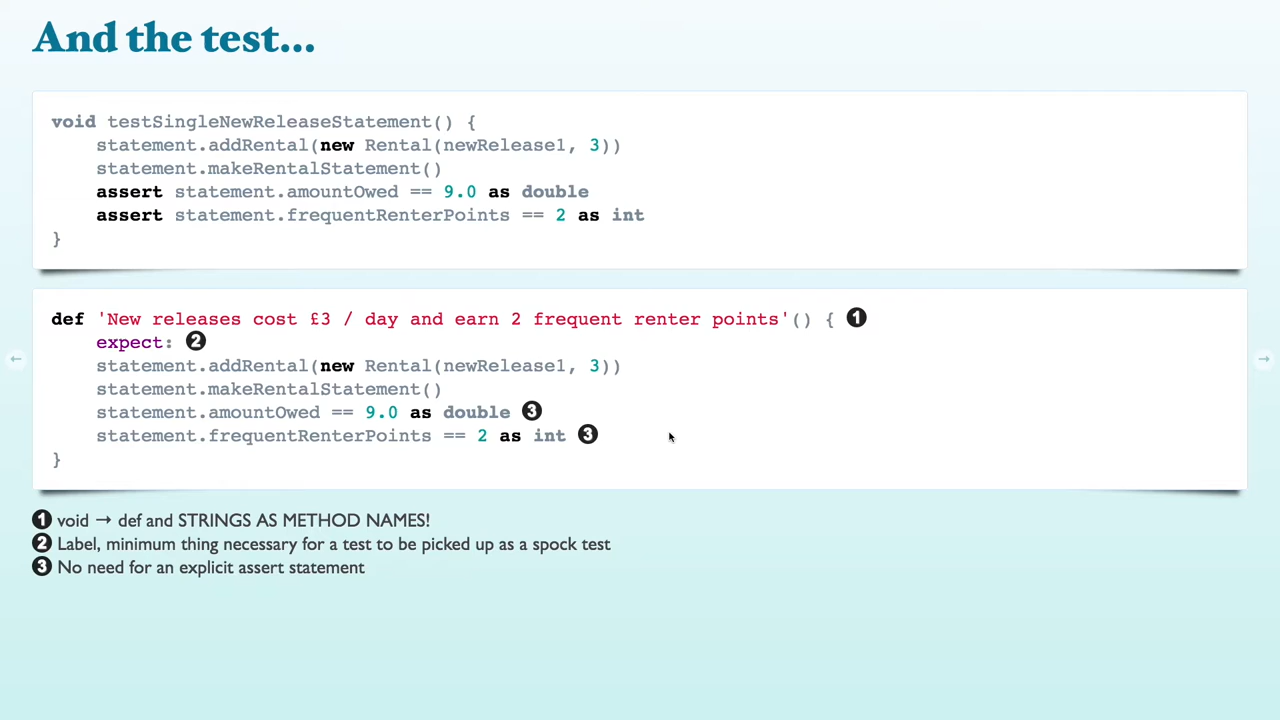 And the test...
void testSingleNewReleaseStatement() {
    statement.addRental(new Rental(newRelease1, 3))
    statement.makeRentalStatement()
    assert statement.amountOwed == 9.0 as double
    assert statement.frequentRenterPoints == 2 as int
}
def 'New releases cost £3 / day and earn 2 frequent renter points'() { ❶
    expect: ❷
    statement.addRental(new Rental(newRelease1, 3))
    statement.makeRentalStatement()
    statement.amountOwed == 9.0 as double ❸
    statement.frequentRenterPoints == 2 as int ❸
}
❶ void → def and STRINGS AS METHOD NAMES!
❷ Label, minimum thing necessary for a test to be picked up as a spock test
❸ No need for an explicit assert statement